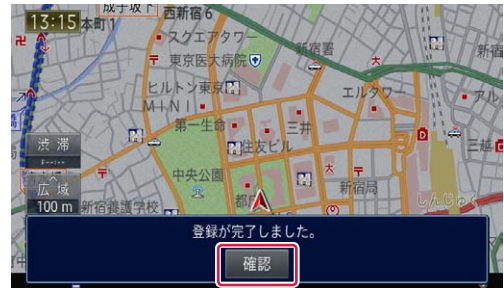 13:15
本町1
成子坂下
西新宿6
スクエアタワー
新宿署
東京医大病院
ヒルトン東京
MINI
エルタワー
第一生命
三井
住友ビル
渋滞
三越
中央公園
広域
100m
新宿養護学校
新宿局
しんじゅく
登録が完了しました。
確認